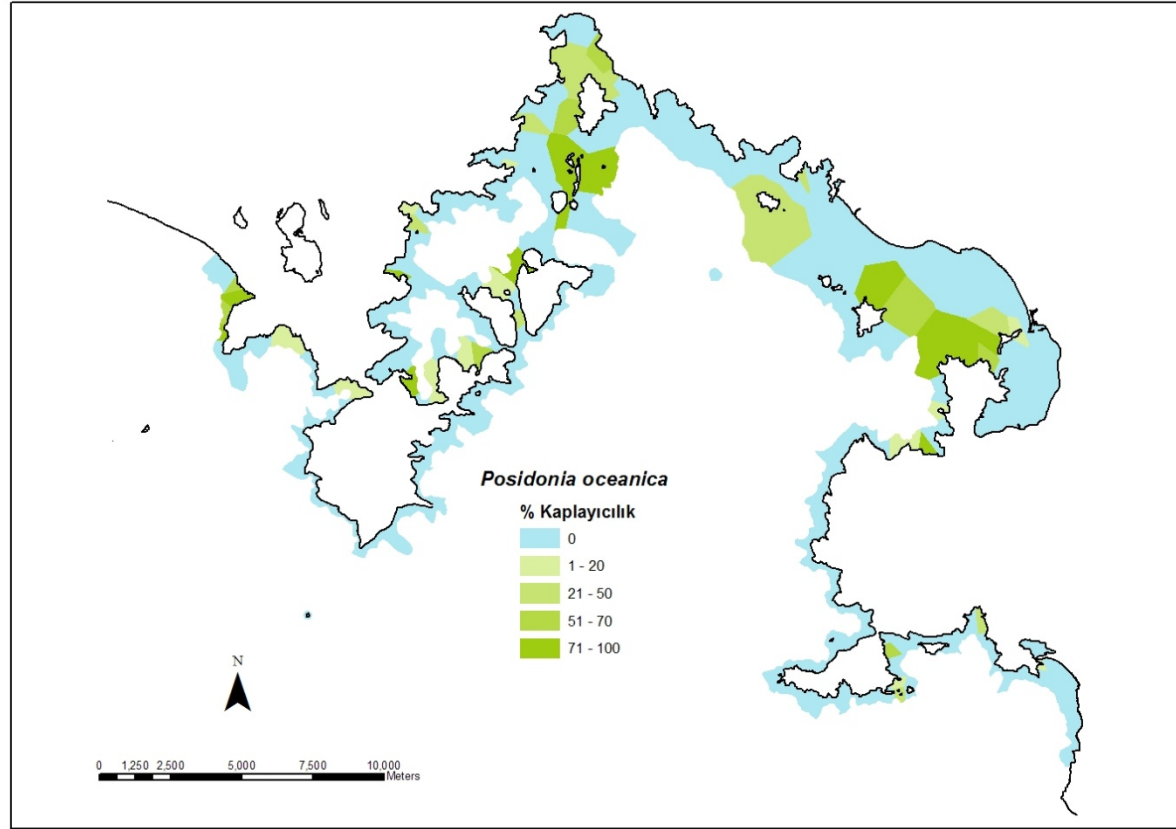 Posidonia oceanica
% Kaplayıcılık
0
1 - 20
21 - 50
51 - 70
71 - 100
N
0 1,250 2,500 5,000 7,500 10,000
Meters